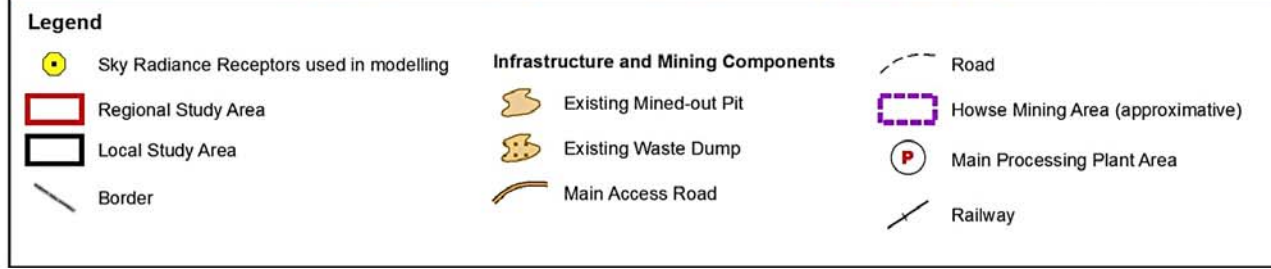 Legend
Sky Radiance Receptors used in modelling
Regional Study Area
Local Study Area
Border
Infrastructure and Mining Components
Existing Mined-out Pit
Existing Waste Dump
Main Access Road
Road
Howse Mining Area (approximative)
P
Main Processing Plant Area
Railway